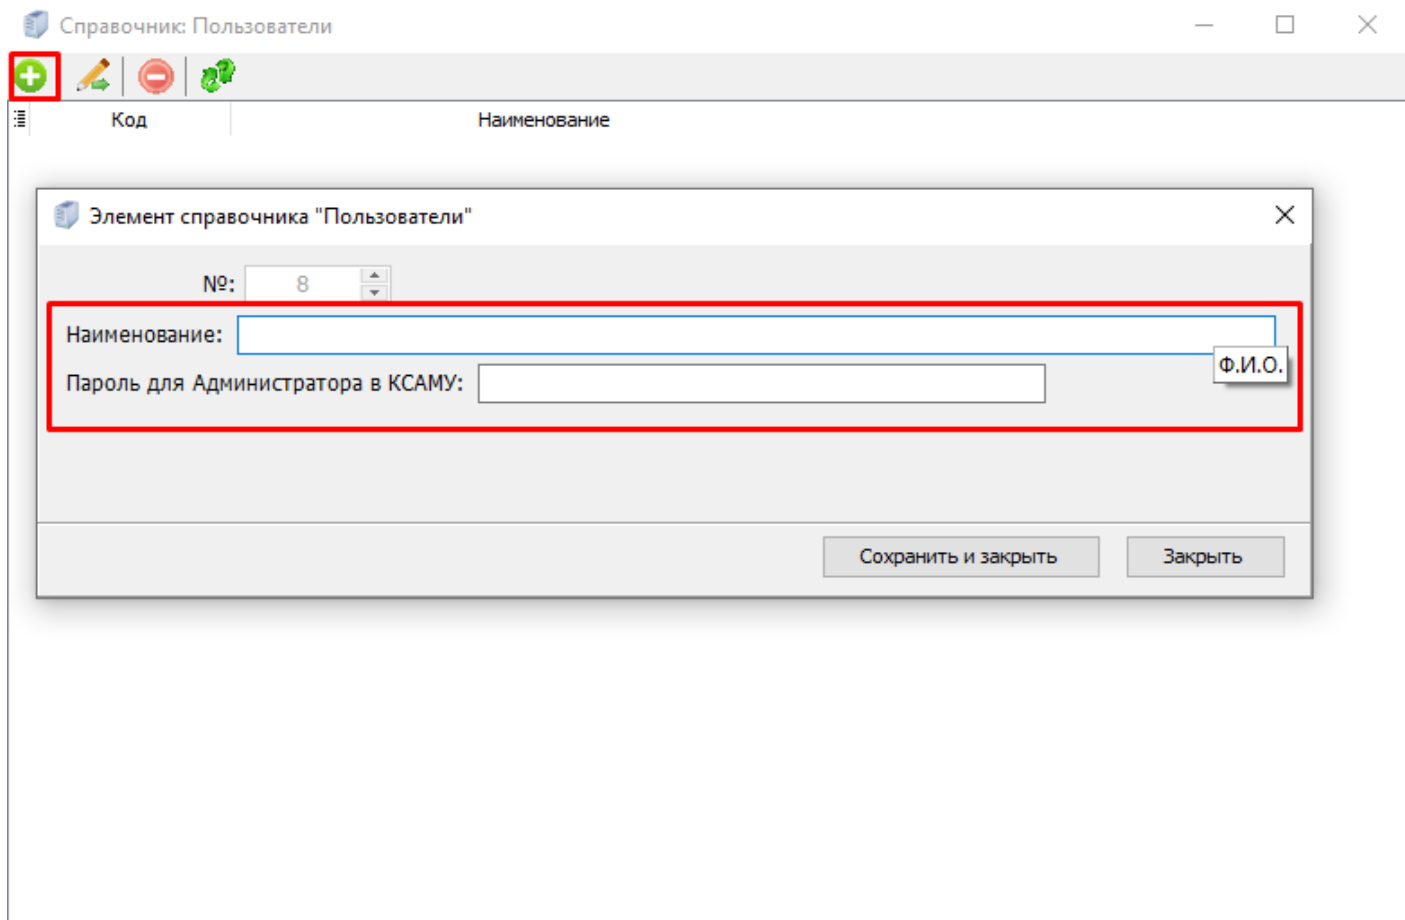 Справочник: Пользователи
Код Наименование
Элемент справочника "Пользователи"
№: 8
Наименование:
Ф.И.О.
Пароль для Администратора в КСАМУ:
Сохранить и закрыть Закрыть